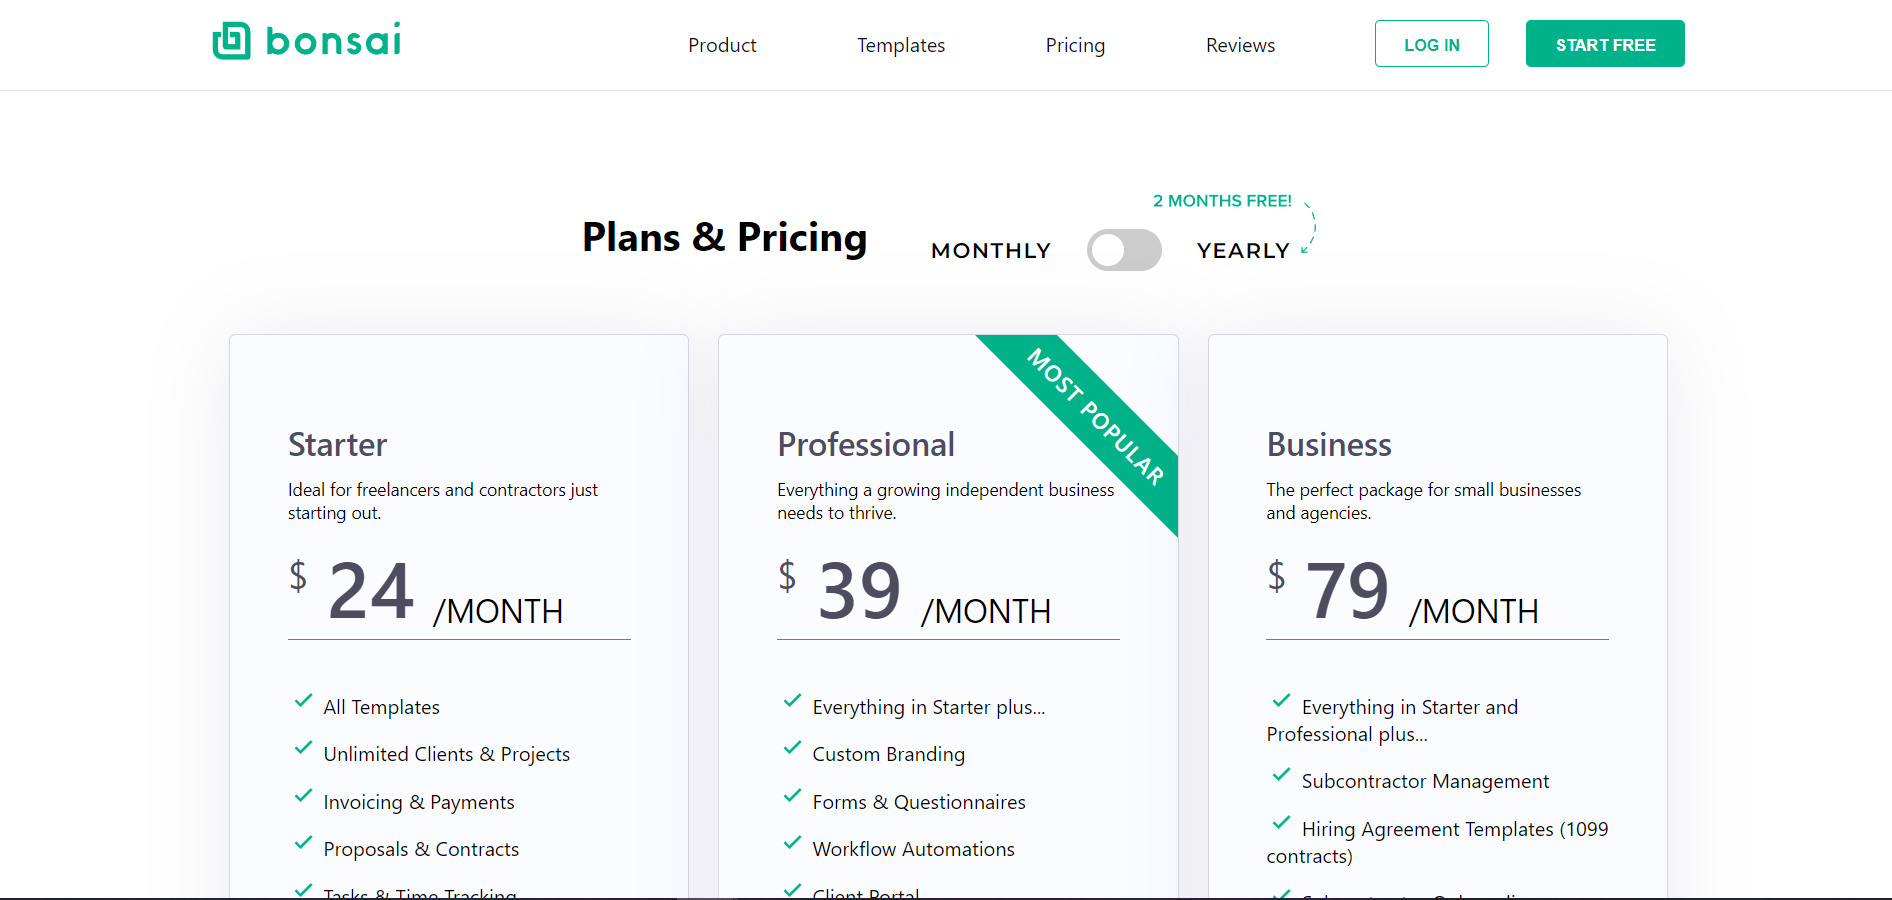 bonsai
Product
Templates
Pricing
Reviews
LOG IN
START FREE
2 MONTHS FREE!
Plans & Pricing
MONTHLY
YEARLY
Starter
Ideal for freelancers and contractors just
starting out.
$ 24 /MONTH
All Templates
Unlimited Clients & Projects
Invoicing & Payments
Proposals & Contracts
Tasks & Time Tracking
MOST POPULAR
Professional
Everything a growing independent business
needs to thrive.
$ 39 /MONTH
Everything in Starter plus...
Custom Branding
Forms & Questionnaires
Workflow Automations
Client Portal
Business
The perfect package for small businesses
and agencies.
$ 79 /MONTH
Everything in Starter and
Professional plus...
Subcontractor Management
Hiring Agreement Templates (1099
contracts)